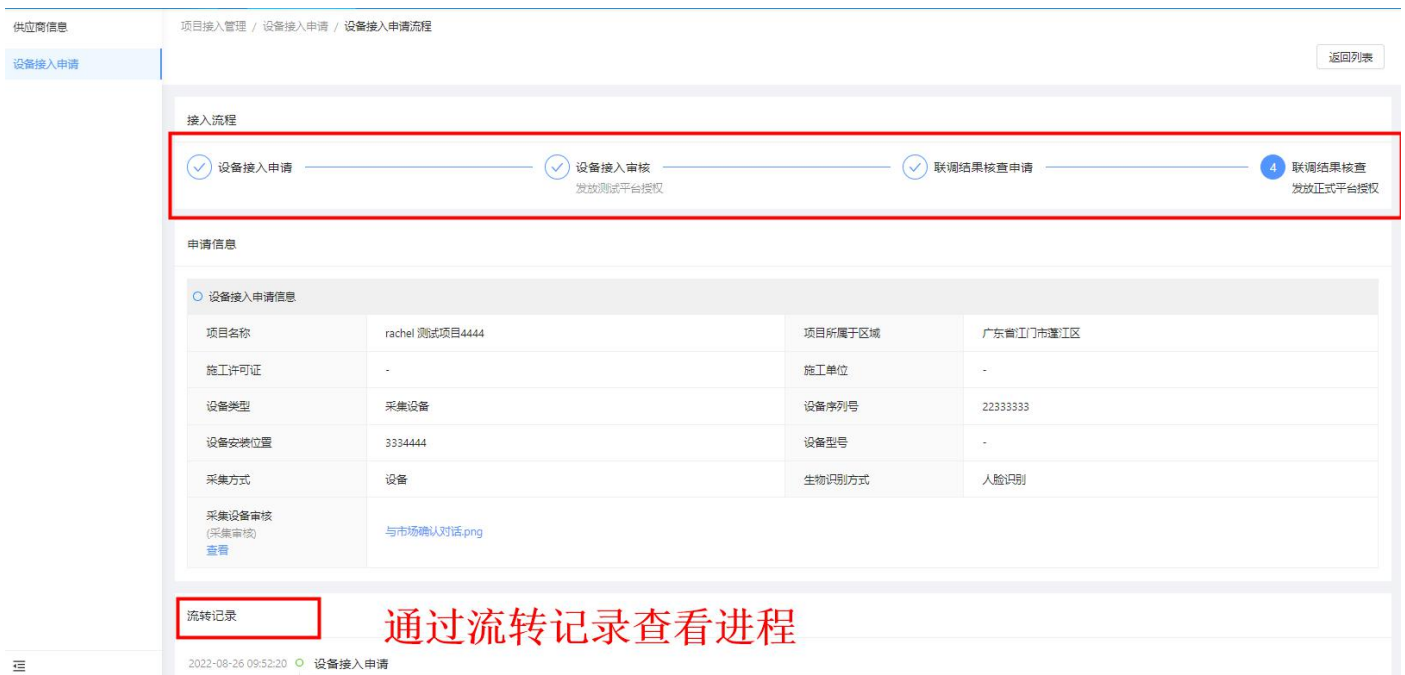 供应商信息
项目接入管理 / 设备接入申请 / 设备接入申请流程
设备接入申请
返回列表
接入流程
设备接入申请
设备接入审核
发放测试平台授权
联调结果核查申请
4 联调结果核查
发放正式平台授权
申请信息
设备接入申请信息
项目名称 rachel 测试项目4444 项目所属于区域 广东省江门市蓬江区
施工许可证 - 施工单位 -
设备类型 采集设备 设备序列号 22333333
设备安装位置 3334444 设备型号 -
采集方式 设备 生物识别方式 人脸识别
采集设备审核
(采集审核)
查看
与市场确认对话.png
流转记录
通过流转记录查看进程
2022-08-26 09:52:20 设备接入申请